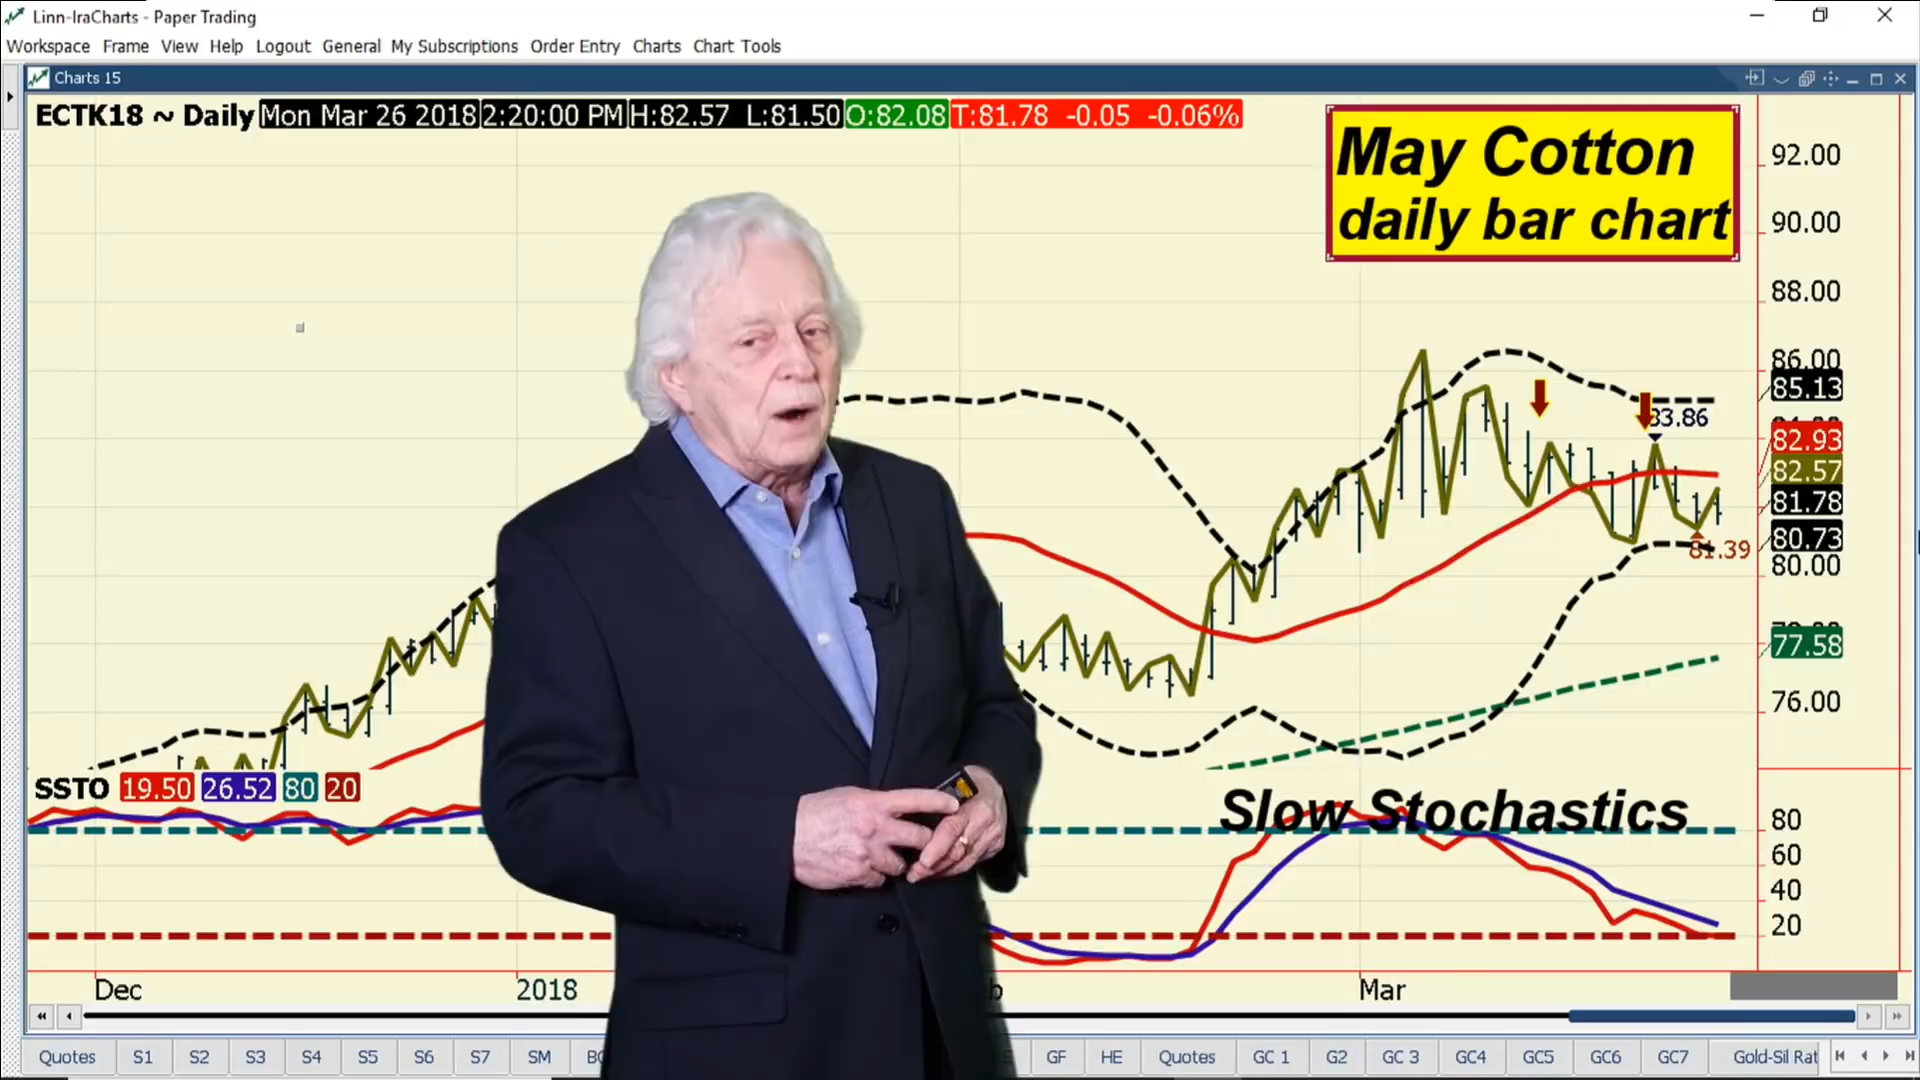 Linn-IraCharts - Paper Trading
Workspace Frame View Help Logout General My Subscriptions Order Entry Charts Chart Tools
Charts 15
ECTK18 ~ Daily Mon Mar 26 2018 2:20:00 PM H:82.57 L:81.50 O:82.08 T:81.78 -0.05 -0.06%
May Cotton
daily bar chart
92.00
90.00
88.00
86.00
85.13
83.86
82.93
82.57
81.78
80.73
81.39
80.00
77.58
76.00
SSTO 19.50 26.52 80 20
Slow Stochastics
80
60
40
20
Dec 2018 Mar
Quotes S1 S2 S3 S4 S5 S6 S7 SM GF HE Quotes GC 1 G2 GC 3 GC4 GC5 GC6 GC7 Gold-Sil Rat